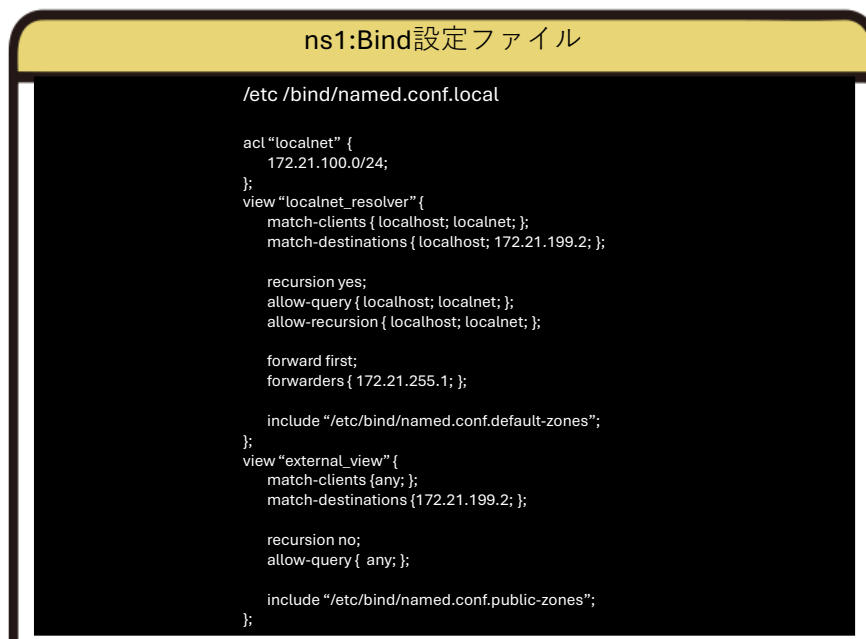 ns1:Bind設定ファイル
/etc /bind/named.conf.local
acl “localnet” {
172.21.100.0/24;
};
view “localnet_resolver” {
match-clients { localhost; localnet; };
match-destinations { localhost; 172.21.199.2; };
recursion yes;
allow-query { localhost; localnet; };
allow-recursion { localhost; localnet; };
forward first;
forwarders { 172.21.255.1; };
include “/etc/bind/named.conf.default-zones”;
};
view “external_view” {
match-clients {any; };
match-destinations {172.21.199.2; };
recursion no;
allow-query { any; };
include “/etc/bind/named.conf.public-zones”;
};